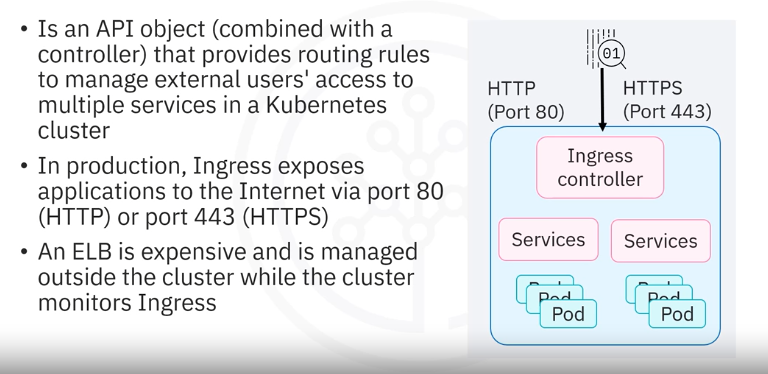 • Is an API object (combined with a
controller) that provides routing rules
to manage external users' access to
multiple services in a Kubernetes
cluster
• In production, Ingress exposes
applications to the Internet via port 80
(HTTP) or port 443 (HTTPS)
• An ELB is expensive and is managed
outside the cluster while the cluster
monitors Ingress
01
HTTP
(Port 80)
HTTPS
(Port 443)
Ingress
controller
Services
Services
Pod
Pod
Pod
Pod
Pod
Pod